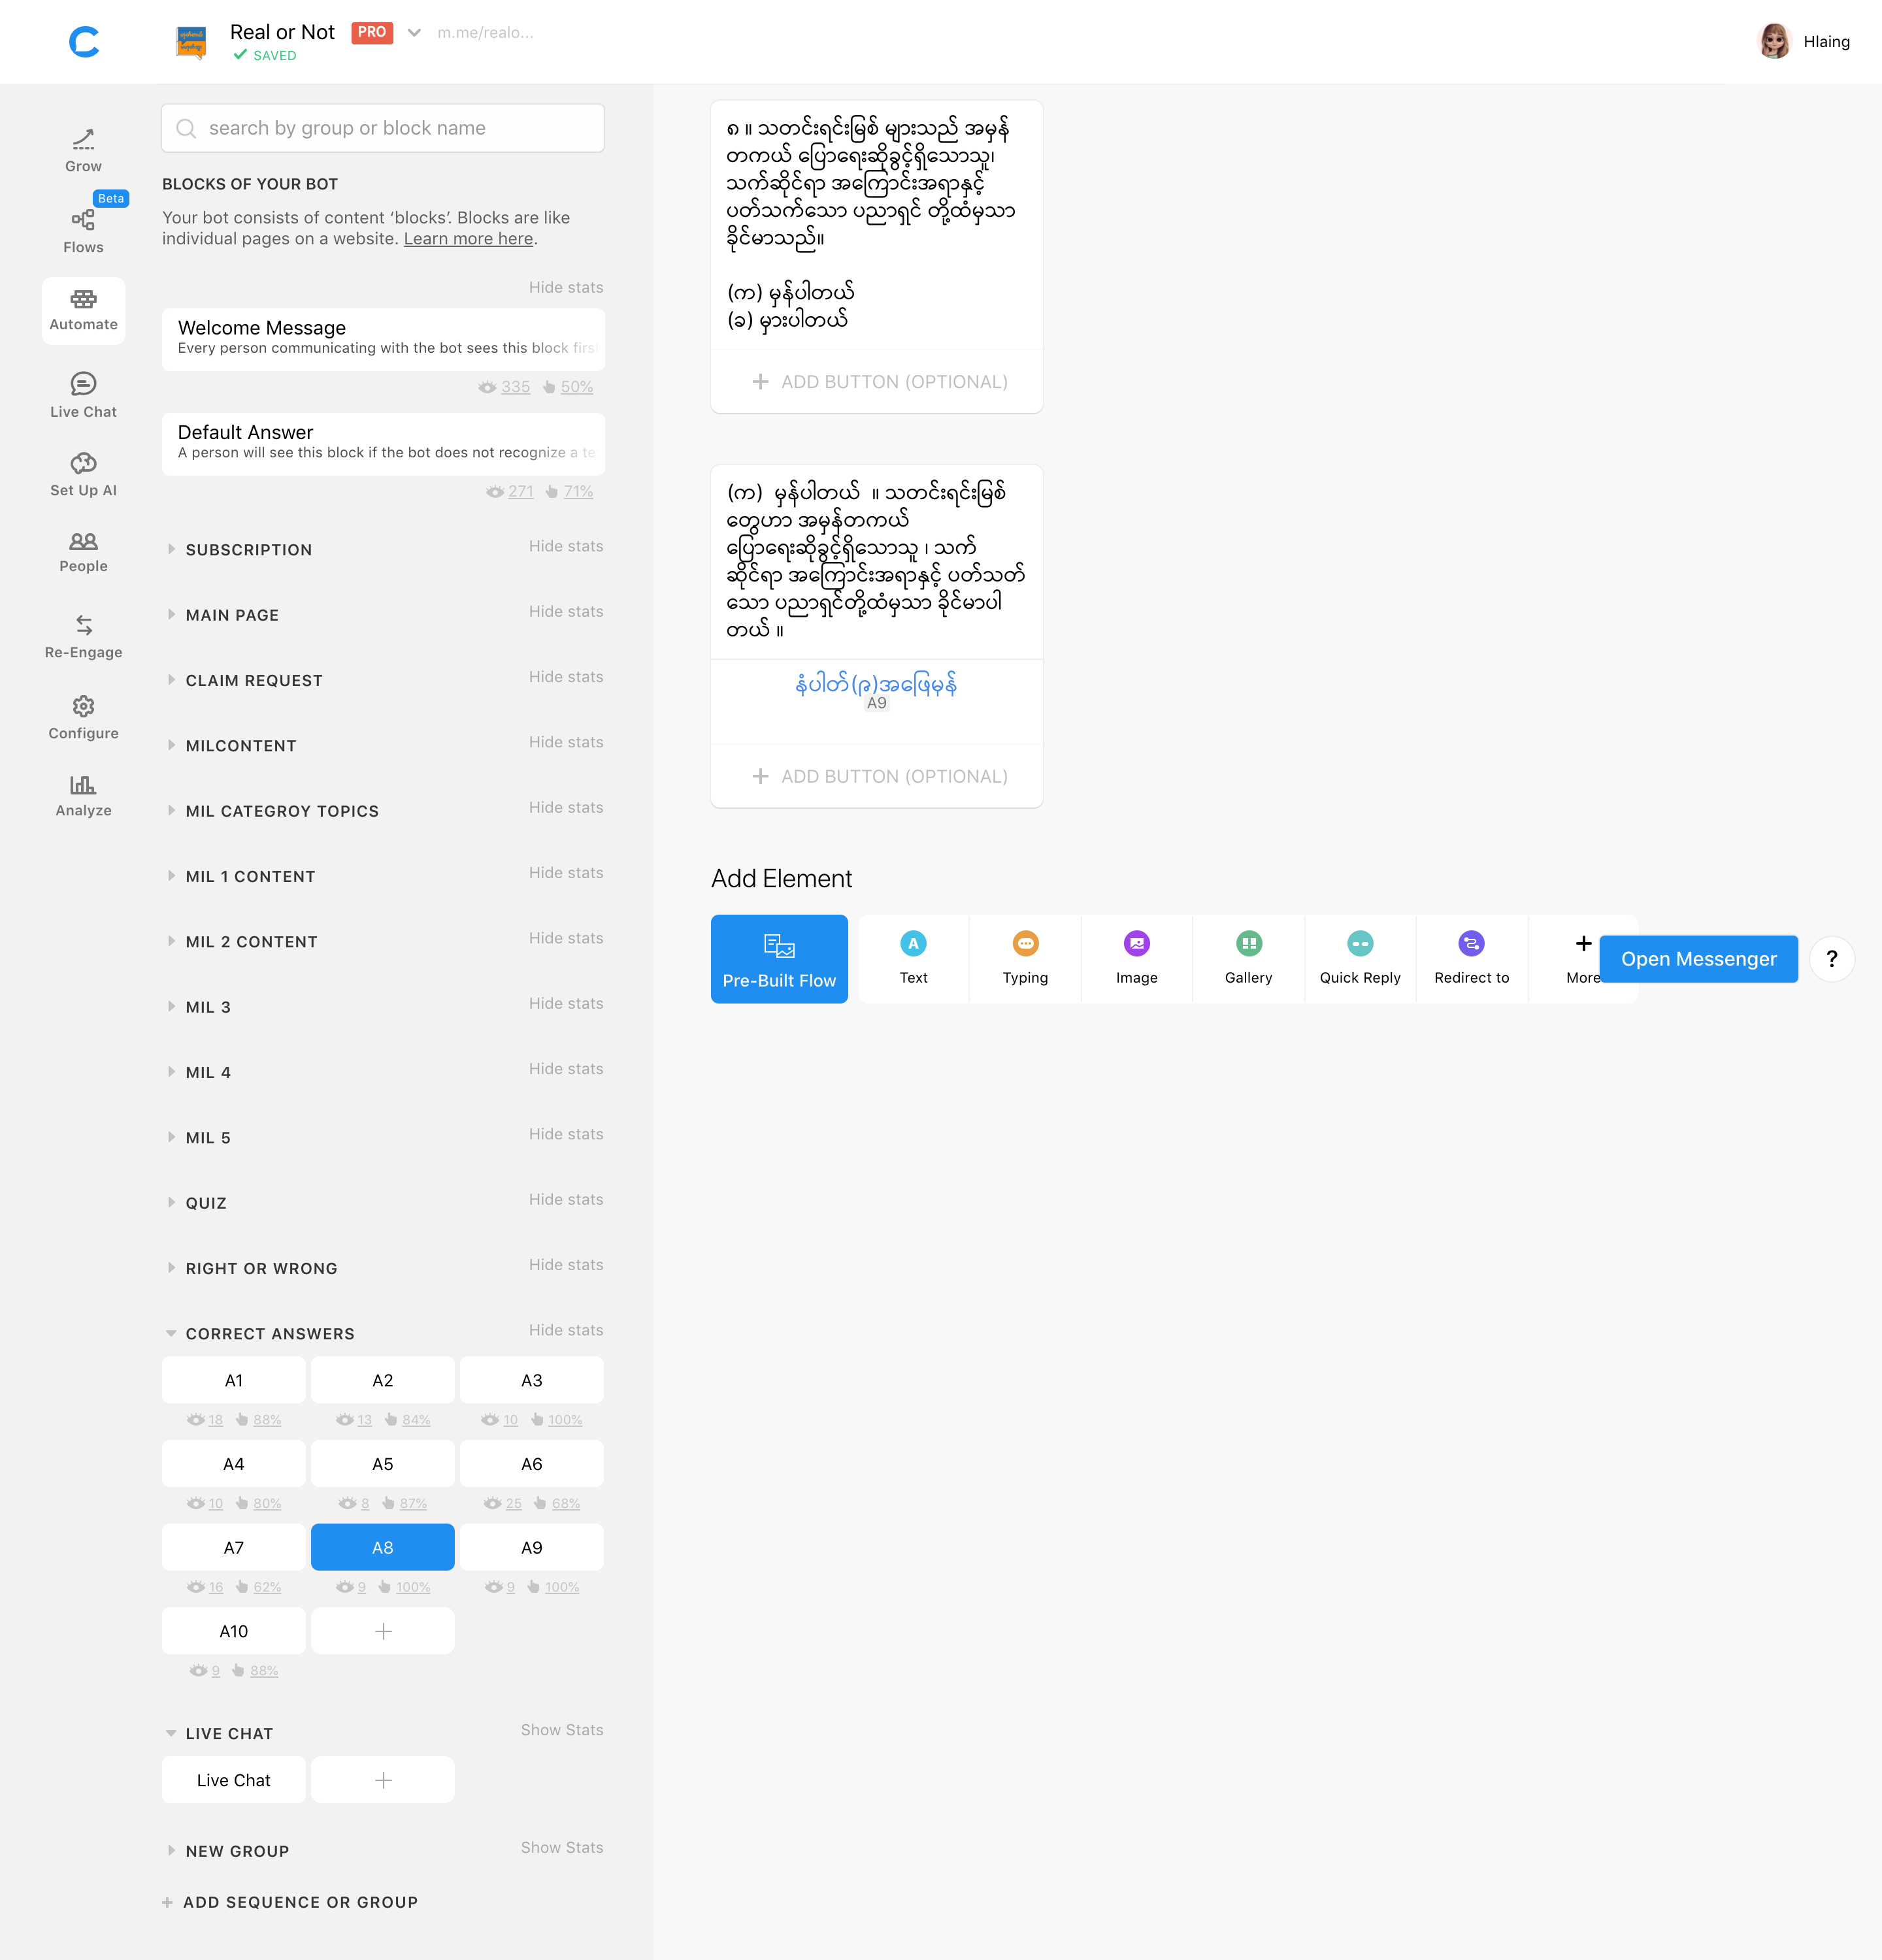 Real or Not
PRO
m.me/realo...
SAVED
Hlaing
Grow
Beta
Flows
Automate
Live Chat
Set Up AI
People
Re-Engage
Configure
Analyze
search by group or block name
BLOCKS OF YOUR BOT
Your bot consists of content ‘blocks’. Blocks are like
individual pages on a website. Learn more here.
Hide stats
Welcome Message
Every person communicating with the bot sees this block first
335 50%
Default Answer
A person will see this block if the bot does not recognize a te
271 71%
SUBSCRIPTION Hide stats
MAIN PAGE Hide stats
CLAIM REQUEST Hide stats
MILCONTENT Hide stats
MIL CATEGROY TOPICS Hide stats
MIL 1 CONTENT Hide stats
MIL 2 CONTENT Hide stats
MIL 3 Hide stats
MIL 4 Hide stats
MIL 5 Hide stats
QUIZ Hide stats
RIGHT OR WRONG Hide stats
CORRECT ANSWERS Hide stats
A1 A2 A3
18 88% 13 84% 10 100%
A4 A5 A6
10 80% 8 87% 25 68%
A7 A8 A9
16 62% 9 100% 9 100%
A10
9 88%
LIVE CHAT Show Stats
Live Chat
NEW GROUP Show Stats
ADD SEQUENCE OR GROUP
၈ ။ သတင်းရင်းမြစ် များသည် အမှန်
တကယ် ပြောရေးဆိုခွင့်ရှိသောသူ၊
သက်ဆိုင်ရာ အကြောင်းအရာနှင့်
ပတ်သက်သော ပညာရှင် တို့ထံမှသာ
ခိုင်မာသည်။
(က) မှန်ပါတယ်
(ခ) မှားပါတယ်
ADD BUTTON (OPTIONAL)
(က) မှန်ပါတယ် ။ သတင်းရင်းမြစ်
တွေဟာ အမှန်တကယ်
ပြောရေးဆိုခွင့်ရှိသောသူ ၊ သက်
ဆိုင်ရာ အကြောင်းအရာနှင့် ပတ်သတ်
သော ပညာရှင်တို့ထံမှသာ ခိုင်မာပါ
တယ် ။
နံပါတ်(၉)အဖြေမှန်
A9
ADD BUTTON (OPTIONAL)
Add Element
Pre-Built Flow
Text
Typing
Image
Gallery
Quick Reply
Redirect to
More
Open Messenger
?